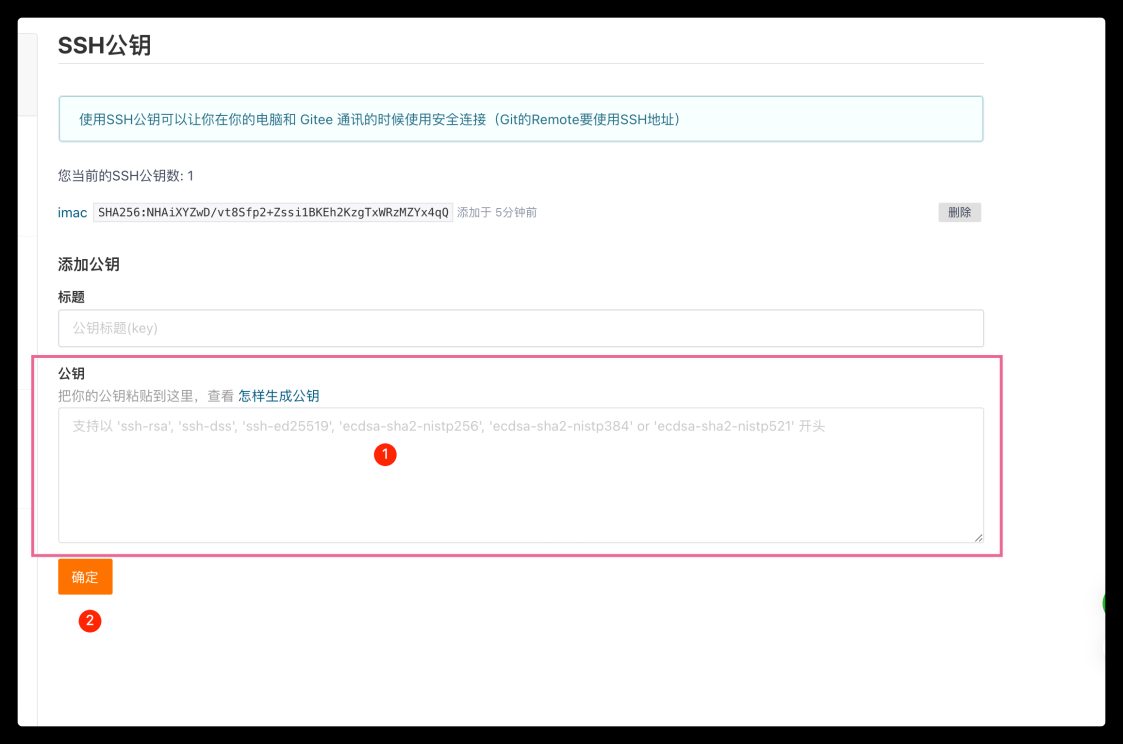 SSH公钥
使用SSH公钥可以让你在你的电脑和 Gitee 通讯的时候使用安全连接（Git的Remote要使用SSH地址）
您当前的SSH公钥数: 1
imac SHA256:NHAiXYZwD/vt8Sfp2+Zssi1BKEh2KzgTxWRzMZYx4qQ 添加于 5分钟前 删除
添加公钥
标题
公钥标题(key)
公钥
把你的公钥粘贴到这里，查看 怎样生成公钥
支持以 'ssh-rsa', 'ssh-dss', 'ssh-ed25519', 'ecdsa-sha2-nistp256', 'ecdsa-sha2-nistp384' or 'ecdsa-sha2-nistp521' 开头
1
确定
2